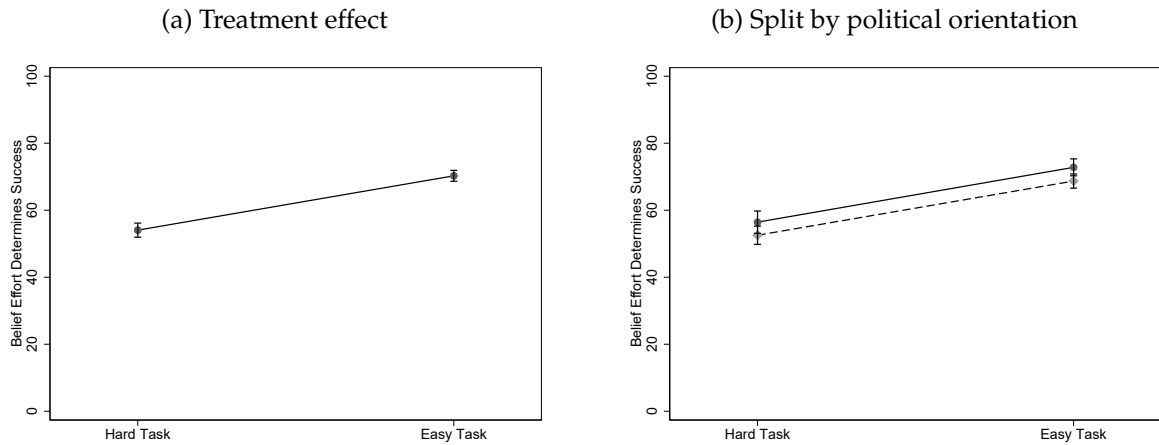 (a) Treatment effect
100
80
60
40
20
0
Belief Effort Determines Success
Hard Task Easy Task
(b) Split by political orientation
100
80
60
40
20
0
Belief Effort Determines Success
Hard Task Easy Task